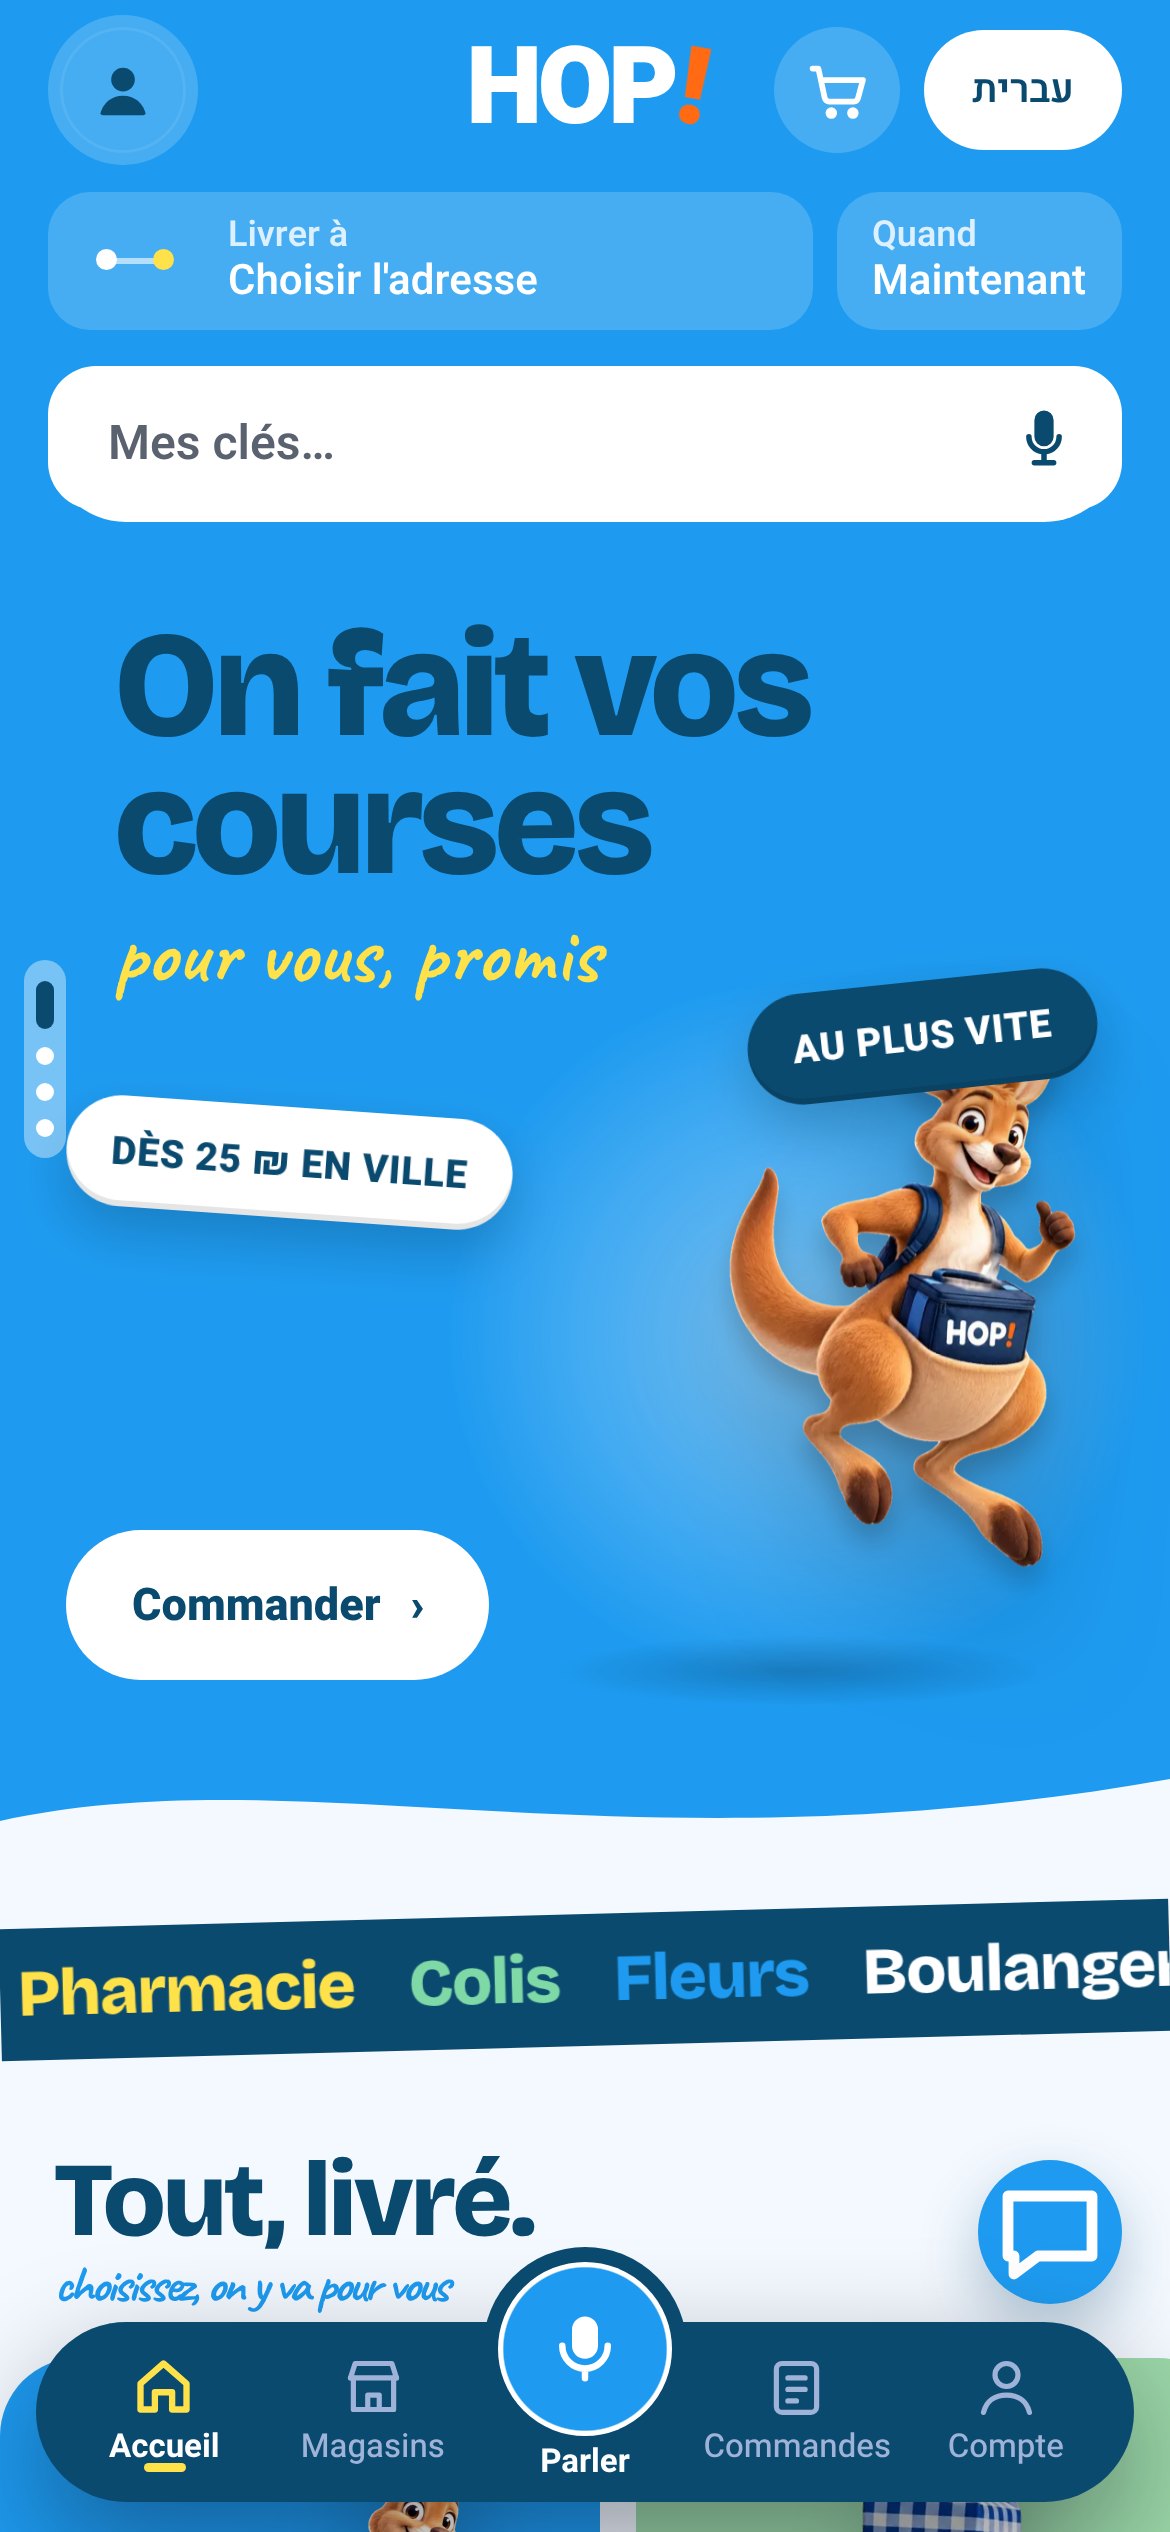 HOP!
עברית
Livrer à
Choisir l'adresse
Quand
Maintenant
Mes clés…
On fait vos
courses
pour vous, promis
AU PLUS VITE
DÈS 25 ₪ EN VILLE
HOP!
Commander ›
Pharmacie Colis Fleurs Boulanger
Tout, livré.
choisissez, on y va pour vous
Accueil
Magasins
Parler
Commandes
Compte